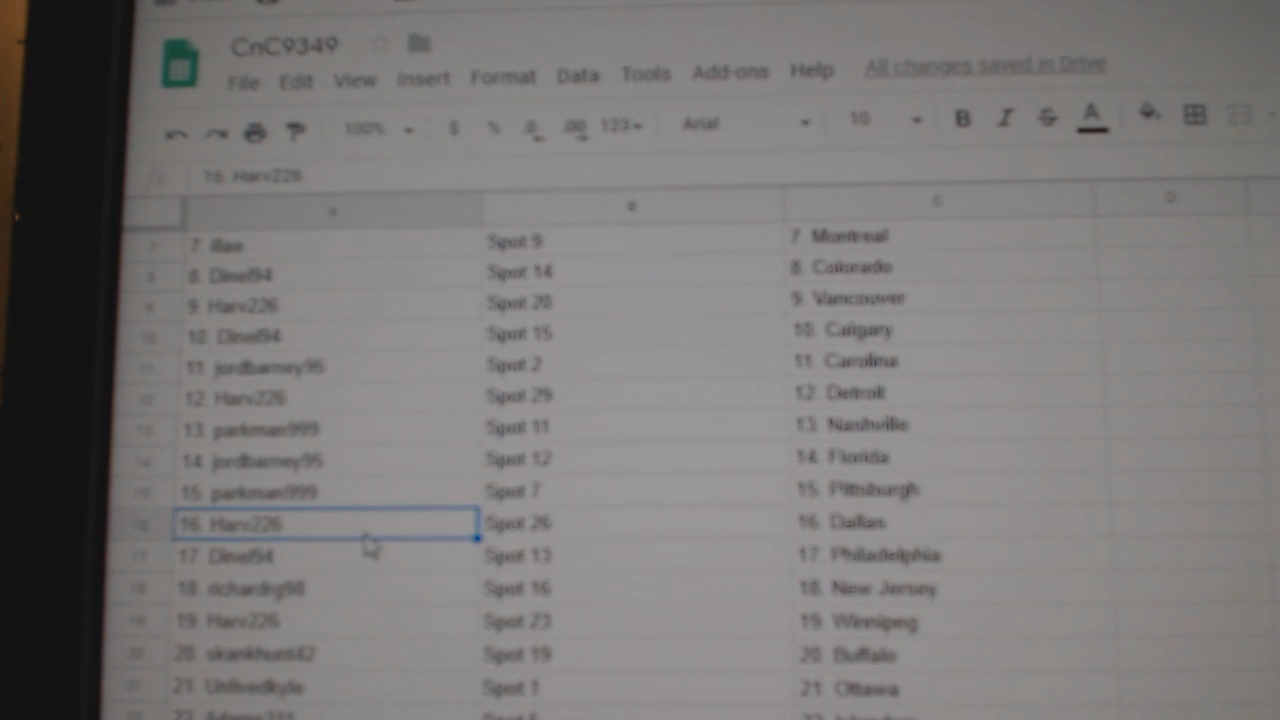 CnC9349
File Edit View Insert Format Data Tools Add-ons Help All changes saved in Drive
100% $ % .0 .00 123 Arial 10 B I S A
16. Harv226
A B C D
7. illae Spot 9 7. Montreal
8. Dinel94 Spot 14 8. Colorado
9. Harv226 Spot 20 9. Vancouver
10. Dinel94 Spot 15 10. Calgary
11. jordbarney95 Spot 2 11. Carolina
12. Harv226 Spot 29 12. Detroit
13. parkman999 Spot 11 13. Nashville
14. jordbarney95 Spot 12 14. Florida
15. parkman999 Spot 7 15. Pittsburgh
16. Harv226 Spot 26 16. Dallas
17. Dinel94 Spot 13 17. Philadelphia
18. richardrg98 Spot 16 18. New Jersey
19. Harv226 Spot 23 19. Winnipeg
20. skankhunt42 Spot 19 20. Buffalo
21. Unlivedkyle Spot 1 21. Ottawa